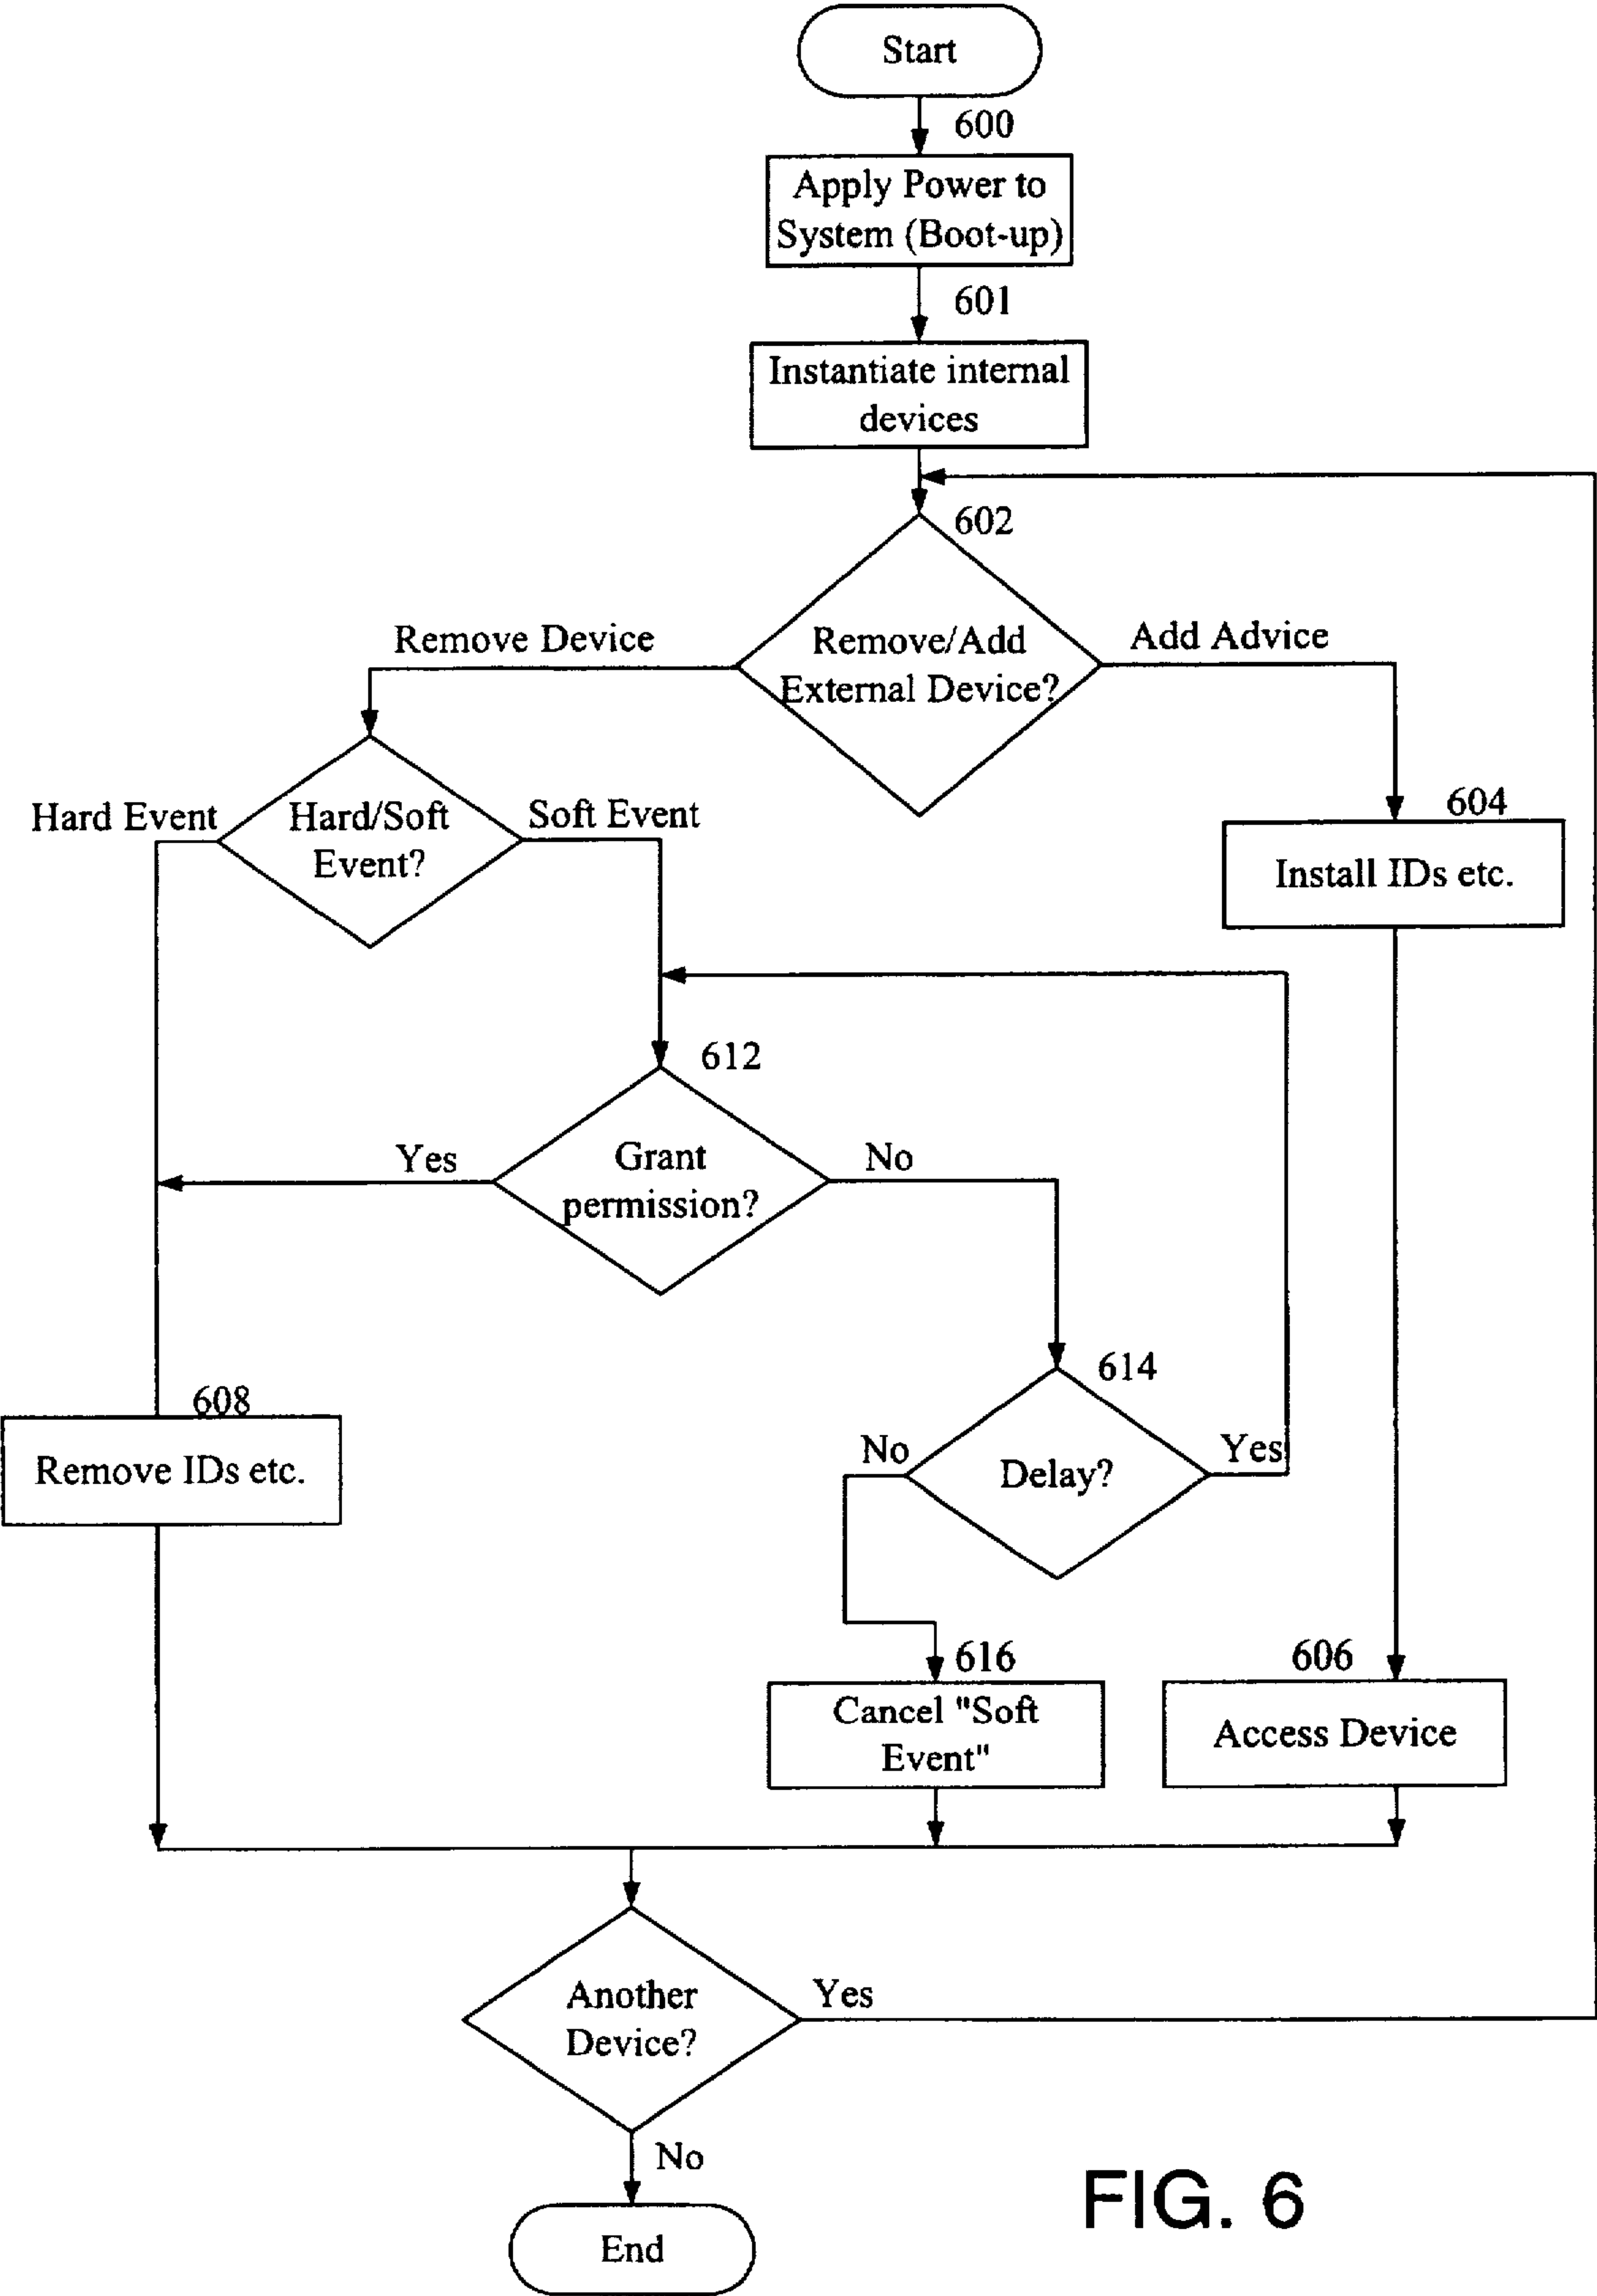 Start
600
Apply Power to
System (Boot-up)
601
Instantiate internal
devices
602
Remove/Add
External Device?
Remove Device
Add Advice
Hard/Soft
Event?
Hard Event
Soft Event
604
Install IDs etc.
612
Grant
permission?
Yes
No
614
Delay?
No
Yes
608
Remove IDs etc.
616
Cancel "Soft
Event"
606
Access Device
Another
Device?
Yes
No
End
FIG. 6